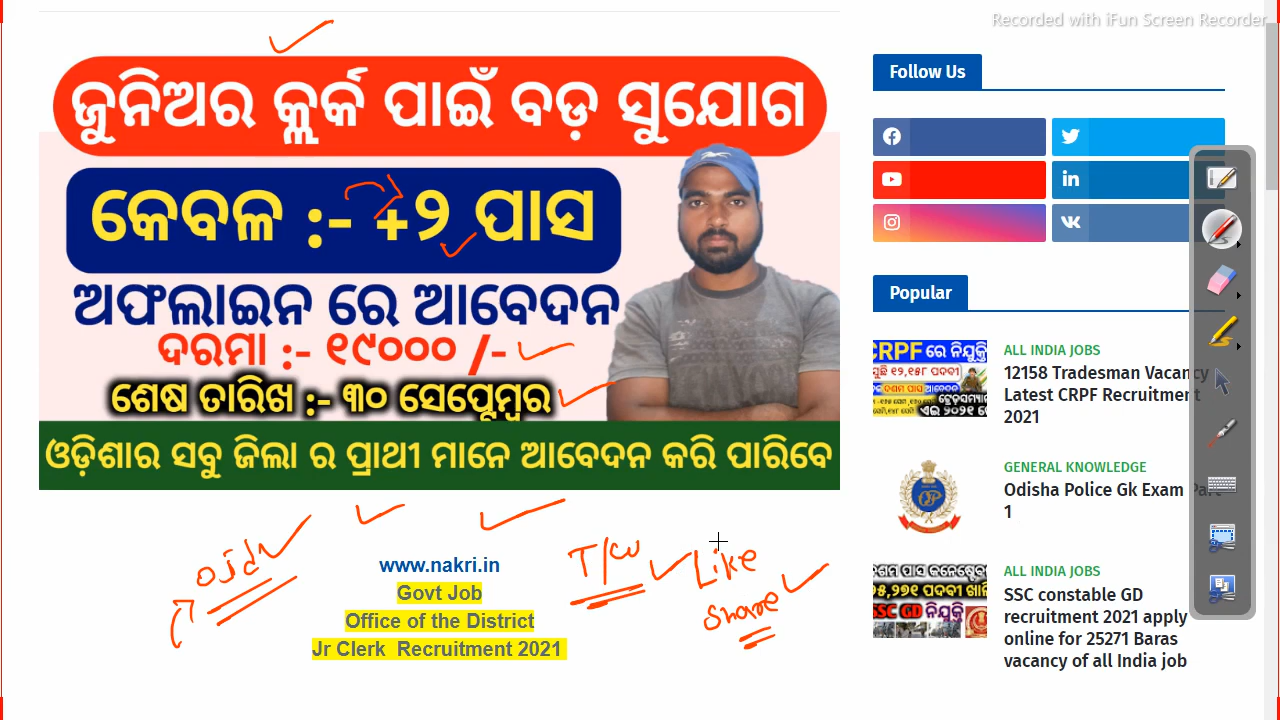 Recorded with iFun Screen Recorder
ଜୁନିଅର କ୍ଲର୍କ ପାଇଁ ବଡ଼ ସୁଯୋଗ
କେବଳ :- +୨ ପାସ
ଅଫଲାଇନ ରେ ଆବେଦନ
ଦରମା :- ୧୯୦୦୦ /-
ଶେଷ ତାରିଖ :- ୩୦ ସେପ୍ଟେମ୍ବର
ଓଡ଼ିଶାର ସବୁ ଜିଲା ର ପ୍ରାଥୀ ମାନେ ଆବେଦନ କରି ପାରିବେ
T/W
Like
Share
www.nakri.in
Govt Job
Office of the District
Jr Clerk Recruitment 2021
Follow Us
Popular
CRPF ରେ ନିଯୁକ୍ତି
ALL INDIA JOBS
12158 Tradesman Vacancy
Latest CRPF Recruitment
2021
GENERAL KNOWLEDGE
Odisha Police Gk Exam Part
1
SSC GD ନିଯୁକ୍ତି
ALL INDIA JOBS
SSC constable GD
recruitment 2021 apply
online for 25271 Baras
vacancy of all India job